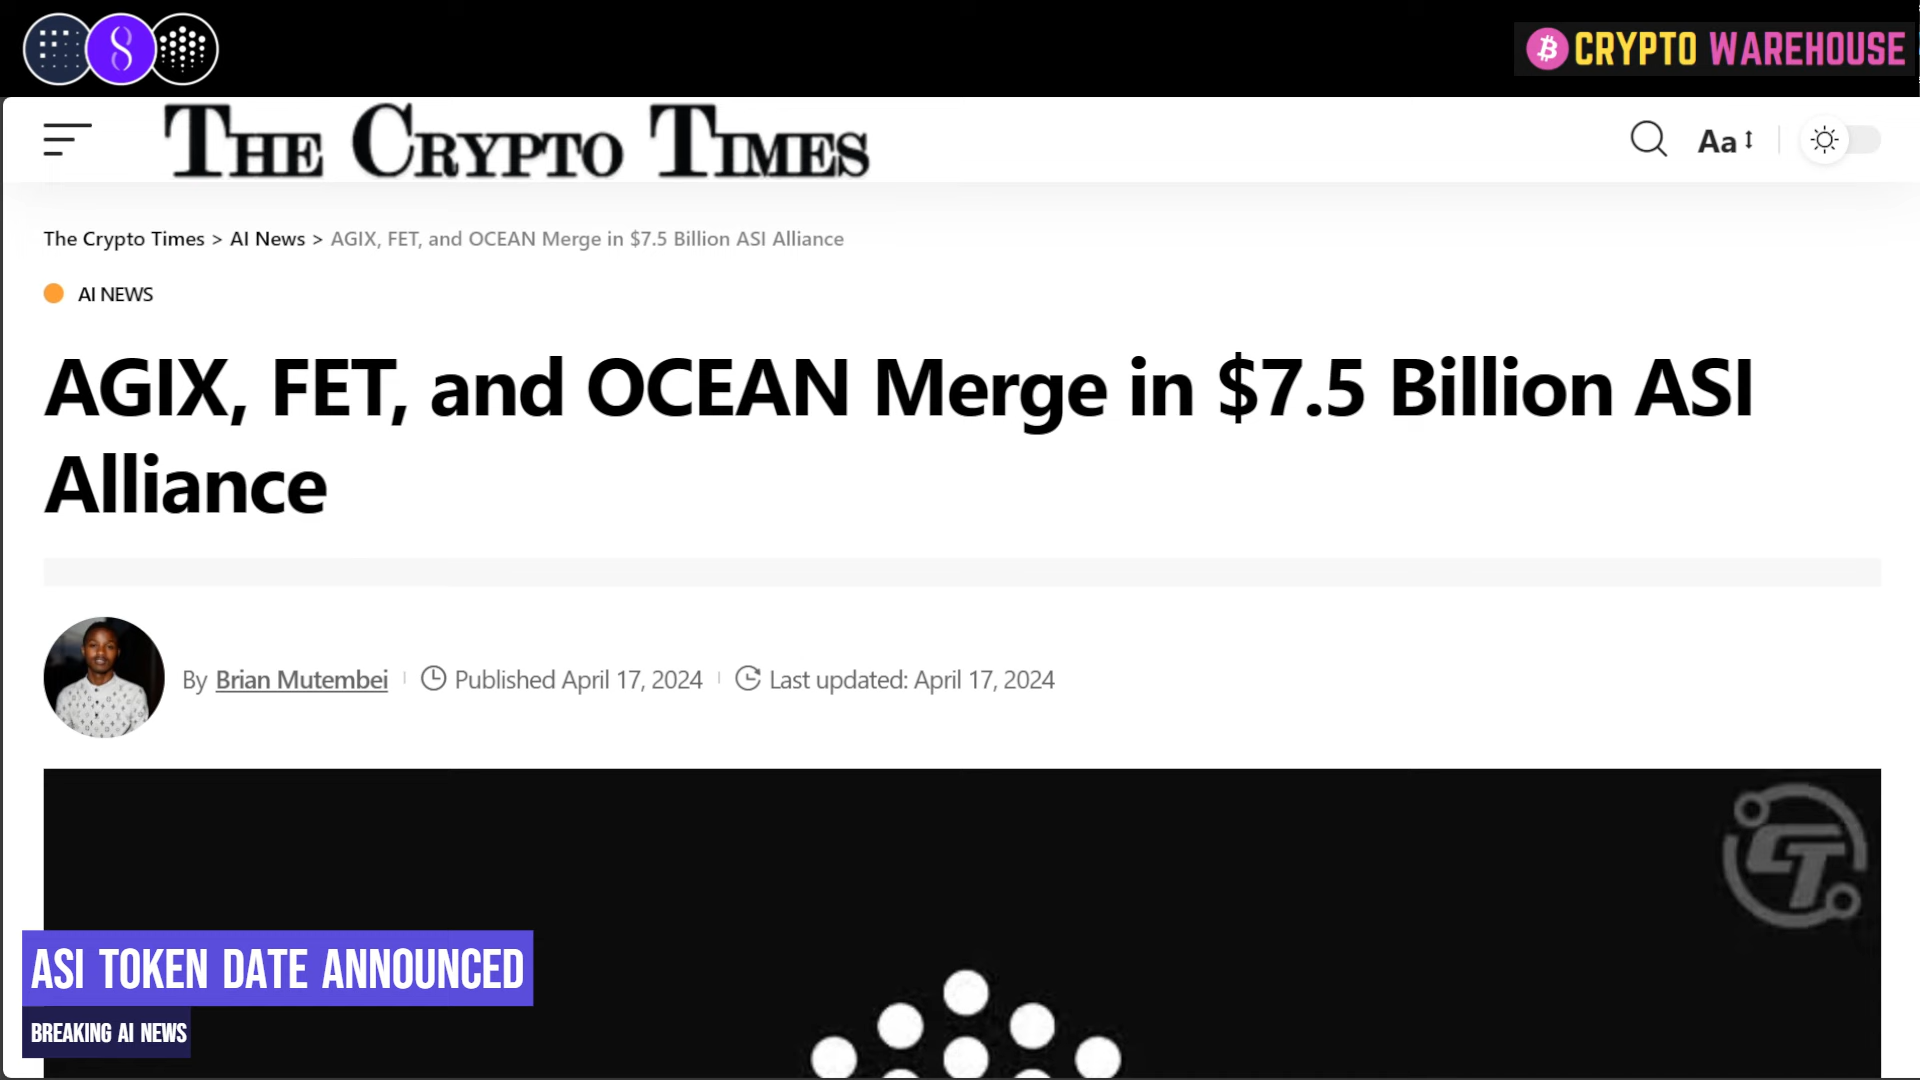 CRYPTO WAREHOUSE
THE CRYPTO TIMES
Aa
The Crypto Times > AI News > AGIX, FET, and OCEAN Merge in $7.5 Billion ASI Alliance
AI NEWS
AGIX, FET, and OCEAN Merge in $7.5 Billion ASI
Alliance
By Brian Mutembei Published April 17, 2024 Last updated: April 17, 2024
CT
ASI TOKEN DATE ANNOUNCED
BREAKING AI NEWS